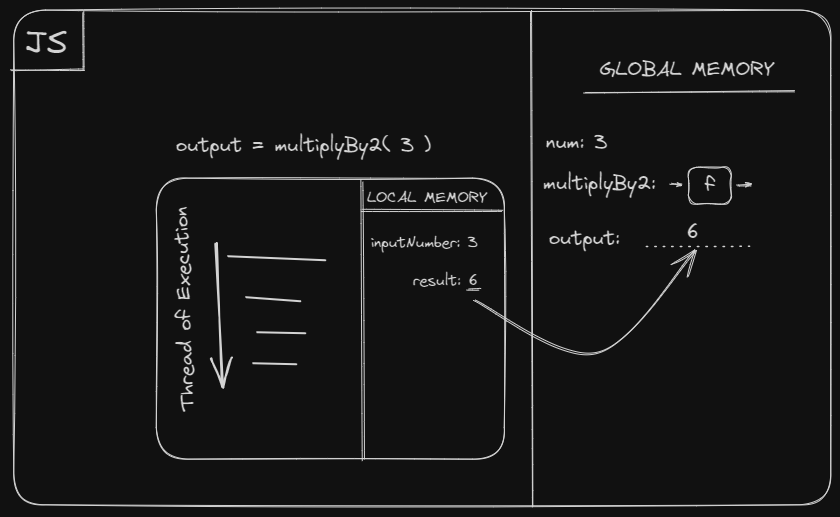 JS
output = multiplyBy2( 3 )
Thread of Execution
LOCAL MEMORY
inputNumber: 3
result: 6
GLOBAL MEMORY
num: 3
multiplyBy2: f
output: 6